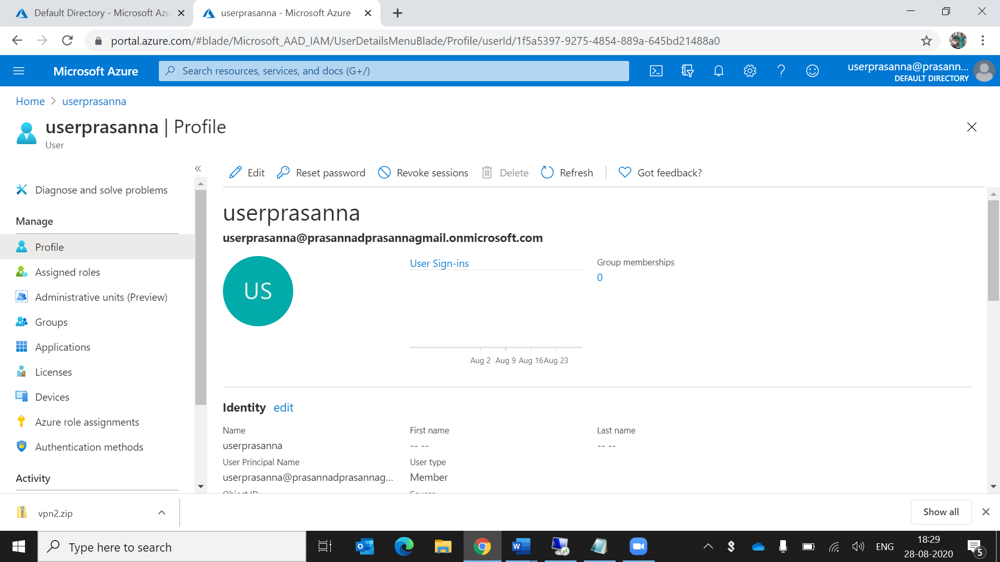 Default Directory - Microsoft Azu
userprasanna - Microsoft Azure
portal.azure.com/#blade/Microsoft_AAD_IAM/UserDetailsMenuBlade/Profile/userId/1f5a5397-9275-4854-889a-645bd21488a0
Microsoft Azure
Search resources, services, and docs (G+/)
userprasanna@prasann...
DEFAULT DIRECTORY
Home > userprasanna
userprasanna | Profile
User
Diagnose and solve problems
Manage
Profile
Assigned roles
Administrative units (Preview)
Groups
Applications
Licenses
Devices
Azure role assignments
Authentication methods
Activity
Edit Reset password Revoke sessions Delete Refresh Got feedback?
userprasanna
userprasanna@prasannadprasannagmail.onmicrosoft.com
US
User Sign-ins
Aug 2 Aug 9 Aug 16 Aug 23
Group memberships
0
Identity edit
Name First name Last name
userprasanna -- -- -- --
User Principal Name User type
userprasanna@prasannadprasannag... Member
Object ID Source
vpn2.zip
Show all
Type here to search
ENG
18:29
28-08-2020
5